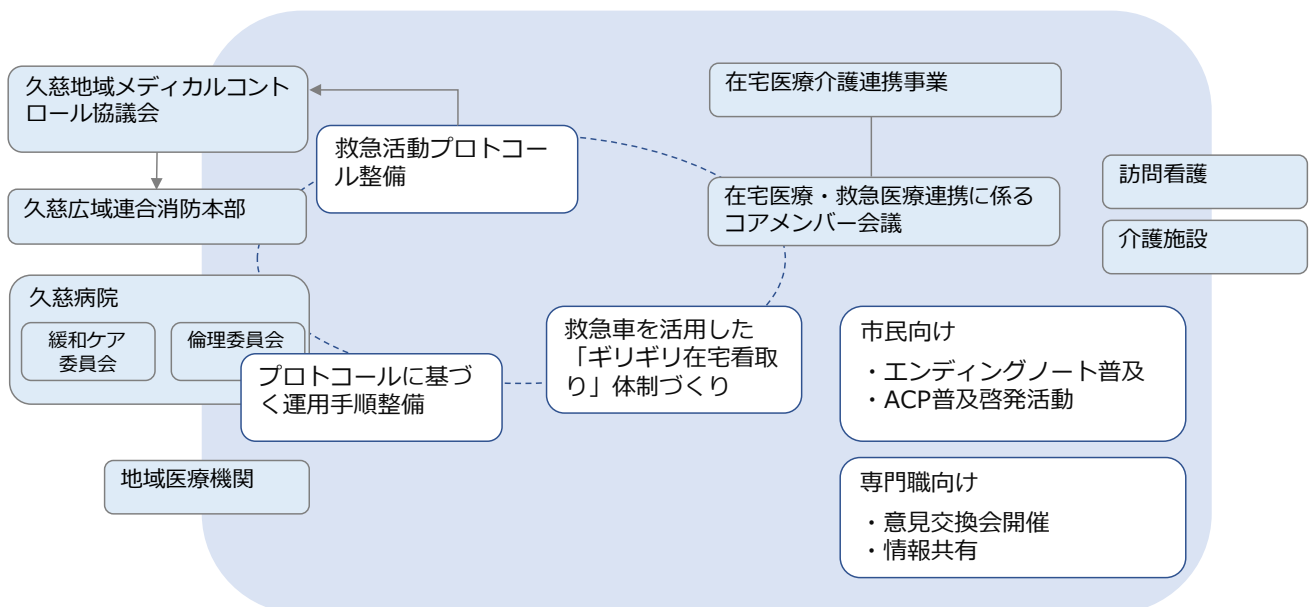 久慈地域メディカルコント
ロール協議会
救急活動プロトコー
ル整備
久慈広域連合消防本部
久慈病院
緩和ケア
委員会
倫理委員会
プロトコールに基づ
く運用手順整備
地域医療機関
在宅医療介護連携事業
在宅医療・救急医療連携に係る
コアメンバー会議
救急車を活用した
「ギリギリ在宅看取
り」体制づくり
訪問看護
介護施設
市民向け
・エンディングノート普及
・ACP普及啓発活動
専門職向け
・意見交換会開催
・情報共有